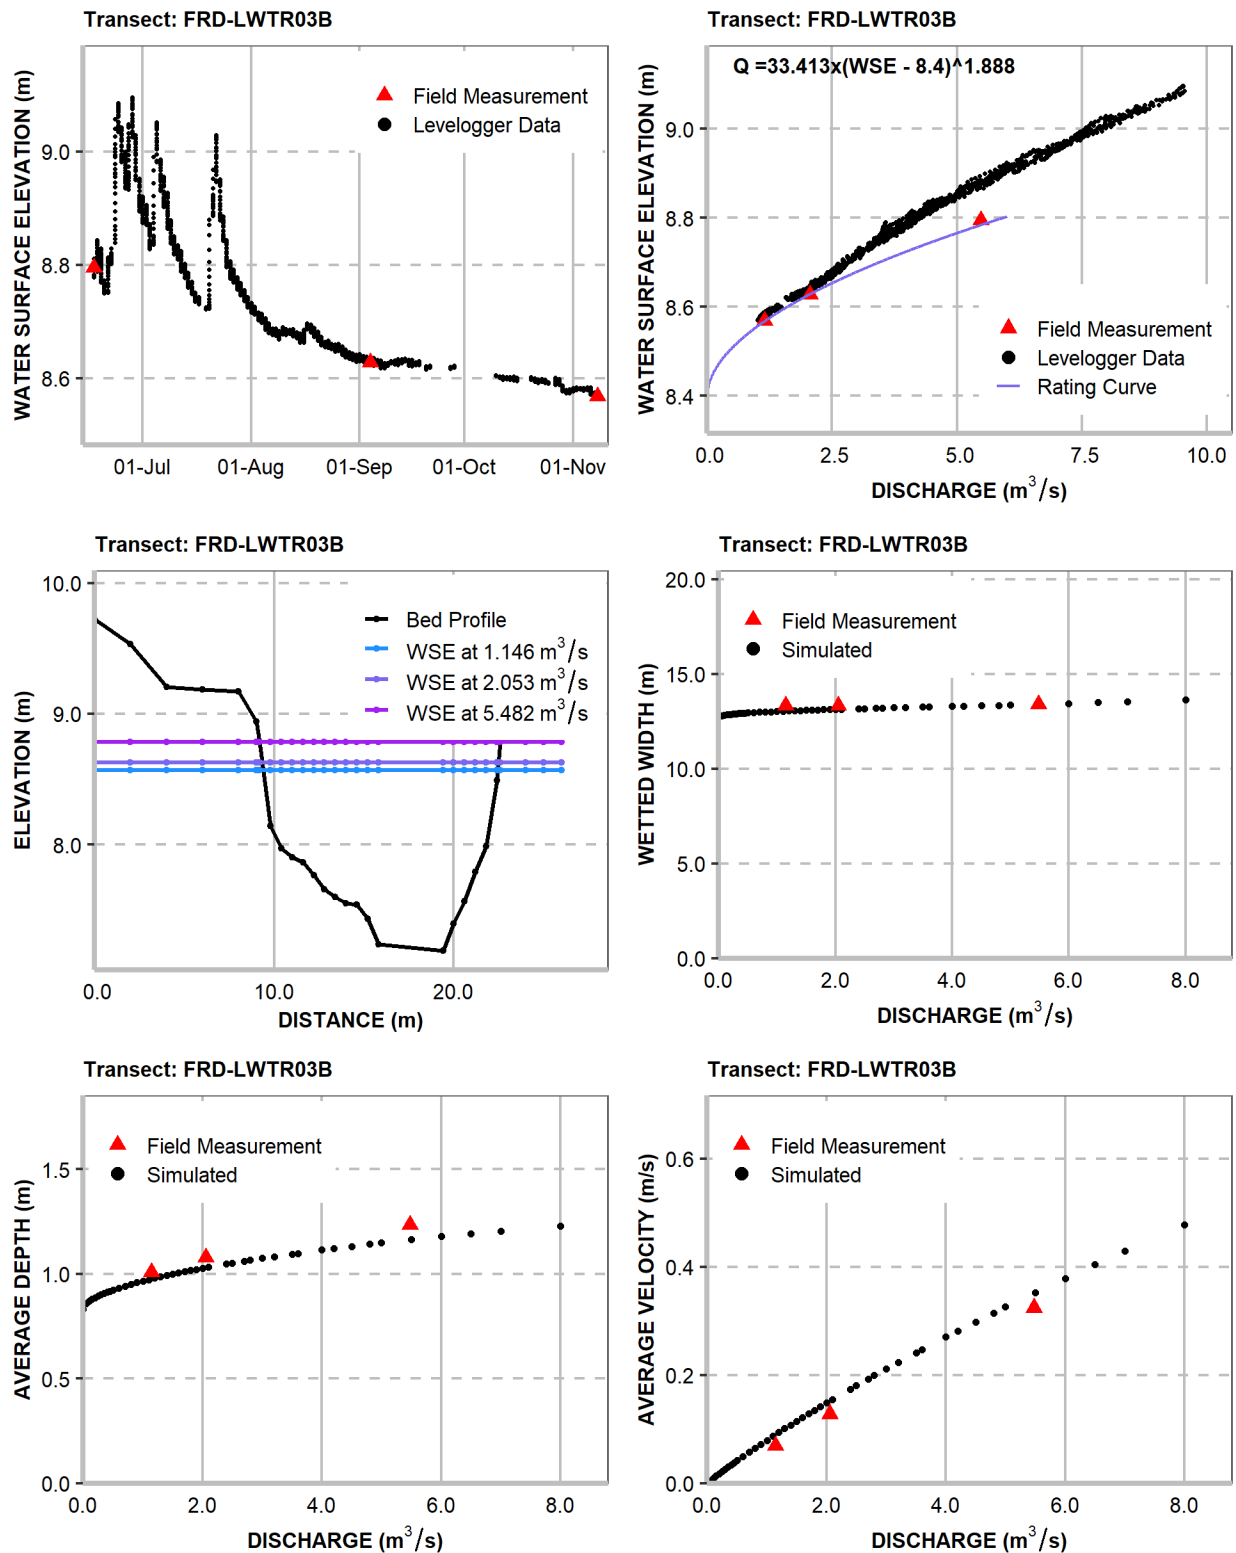 Transect: FRD-LWTR03B
WATER SURFACE ELEVATION (m)
9.0
8.8
8.6
Field Measurement
Levelogger Data
01-Jul
01-Aug
01-Sep
01-Oct
01-Nov
Transect: FRD-LWTR03B
Q =33.413x(WSE - 8.4)^1.888
WATER SURFACE ELEVATION (m)
9.0
8.8
8.6
8.4
Field Measurement
Levelogger Data
Rating Curve
0.0
2.5
5.0
7.5
10.0
DISCHARGE (m³/s)
Transect: FRD-LWTR03B
ELEVATION (m)
10.0
9.0
8.0
Bed Profile
WSE at 1.146 m³/s
WSE at 2.053 m³/s
WSE at 5.482 m³/s
0.0
10.0
20.0
DISTANCE (m)
Transect: FRD-LWTR03B
WETTED WIDTH (m)
20.0
15.0
10.0
5.0
0.0
Field Measurement
Simulated
0.0
2.0
4.0
6.0
8.0
DISCHARGE (m³/s)
Transect: FRD-LWTR03B
AVERAGE DEPTH (m)
1.5
1.0
0.5
0.0
Field Measurement
Simulated
0.0
2.0
4.0
6.0
8.0
DISCHARGE (m³/s)
Transect: FRD-LWTR03B
AVERAGE VELOCITY (m/s)
0.6
0.4
0.2
0.0
Field Measurement
Simulated
0.0
2.0
4.0
6.0
8.0
DISCHARGE (m³/s)